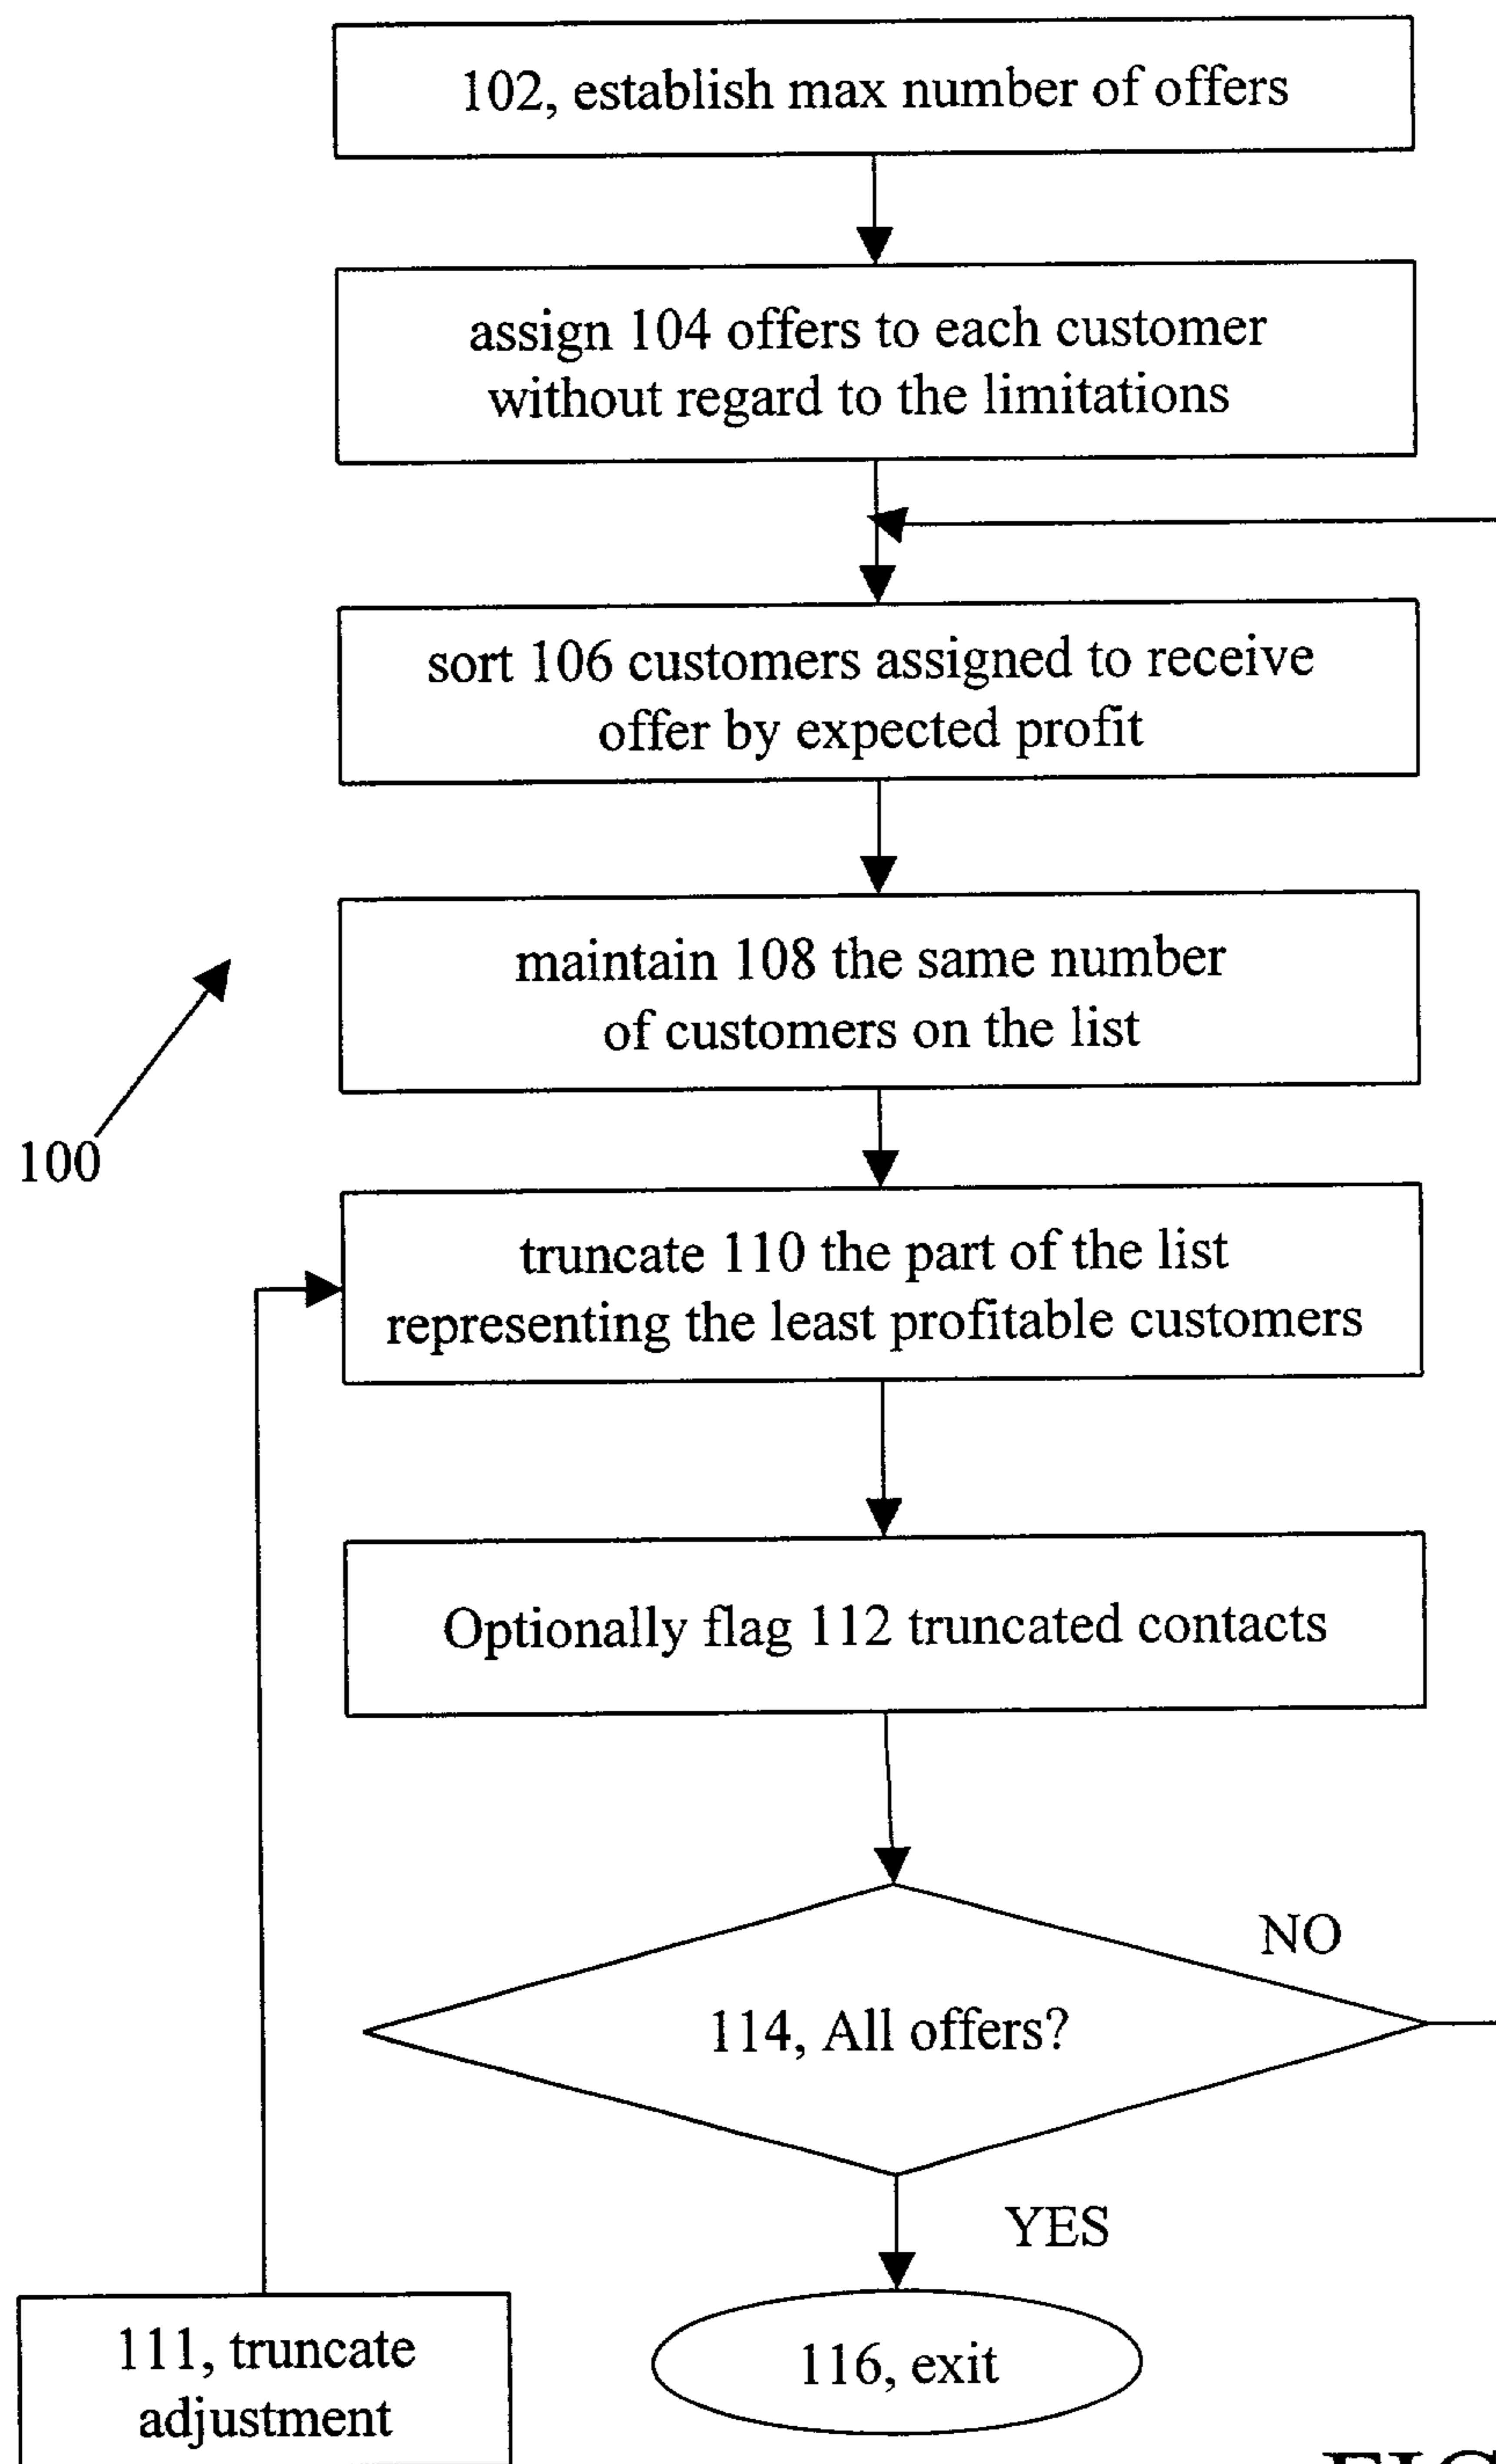 102, establish max number of offers
assign 104 offers to each customer
without regard to the limitations
sort 106 customers assigned to receive
offer by expected profit
maintain 108 the same number
of customers on the list
100
truncate 110 the part of the list
representing the least profitable customers
Optionally flag 112 truncated contacts
NO
114, All offers?
YES
111, truncate
adjustment
116, exit